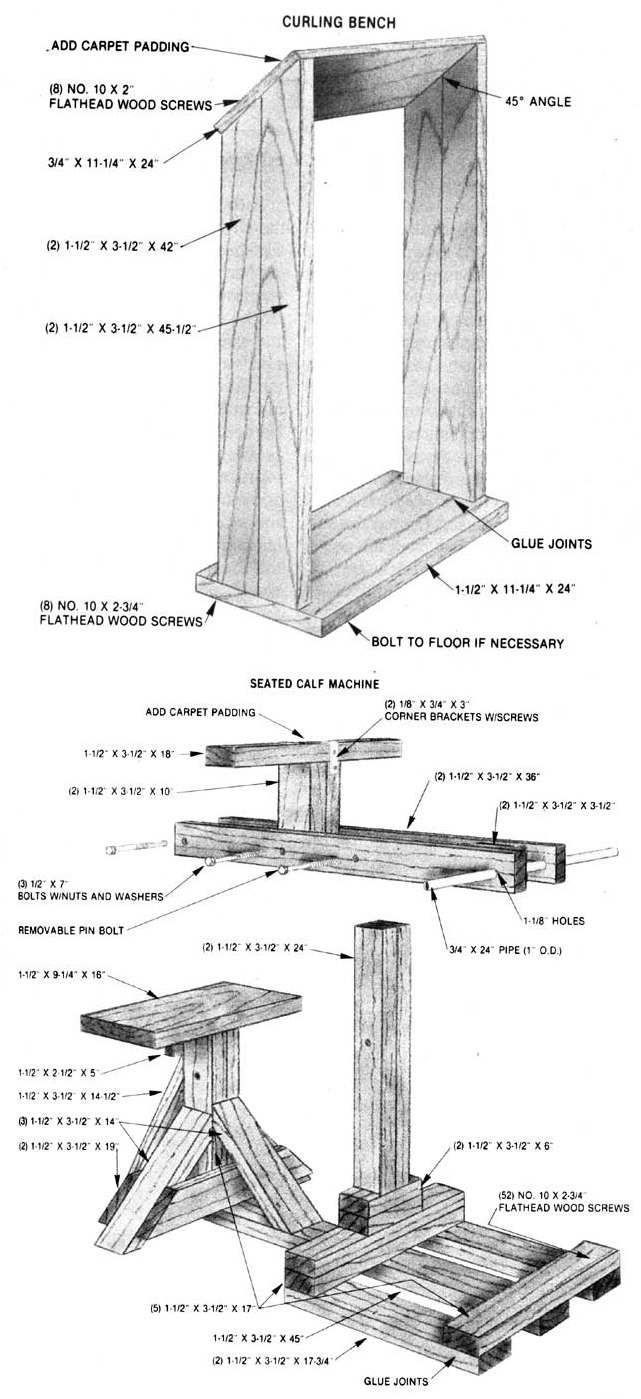 CURLING BENCH
ADD CARPET PADDING
(8) NO. 10 X 2"
FLATHEAD WOOD SCREWS
45° ANGLE
3/4" X 11-1/4" X 24"
(2) 1-1/2" X 3-1/2" X 42"
(2) 1-1/2" X 3-1/2" X 45-1/2"
GLUE JOINTS
1-1/2" X 11-1/4" X 24"
(8) NO. 10 X 2-3/4"
FLATHEAD WOOD SCREWS
BOLT TO FLOOR IF NECESSARY
SEATED CALF MACHINE
ADD CARPET PADDING
(2) 1/8" X 3/4" X 3"
CORNER BRACKETS W/SCREWS
1-1/2" X 3-1/2" X 18"
(2) 1-1/2" X 3-1/2" X 36"
(2) 1-1/2" X 3-1/2" X 10"
(2) 1-1/2" X 3-1/2" X 3-1/2"
(3) 1/2" X 7"
BOLTS W/NUTS AND WASHERS
1-1/8" HOLES
REMOVABLE PIN BOLT
3/4" X 24" PIPE (1" O.D.)
(2) 1-1/2" X 3-1/2" X 24"
1-1/2" X 9-1/4" X 16"
1-1/2" X 2-1/2" X 5"
1-1/2" X 3-1/2" X 14-1/2"
(3) 1-1/2" X 3-1/2" X 14"
(2) 1-1/2" X 3-1/2" X 19"
(2) 1-1/2" X 3-1/2" X 6"
(52) NO. 10 X 2-3/4"
FLATHEAD WOOD SCREWS
(5) 1-1/2" X 3-1/2" X 17"
1-1/2" X 3-1/2" X 45"
(2) 1-1/2" X 3-1/2" X 17-3/4"
GLUE JOINTS